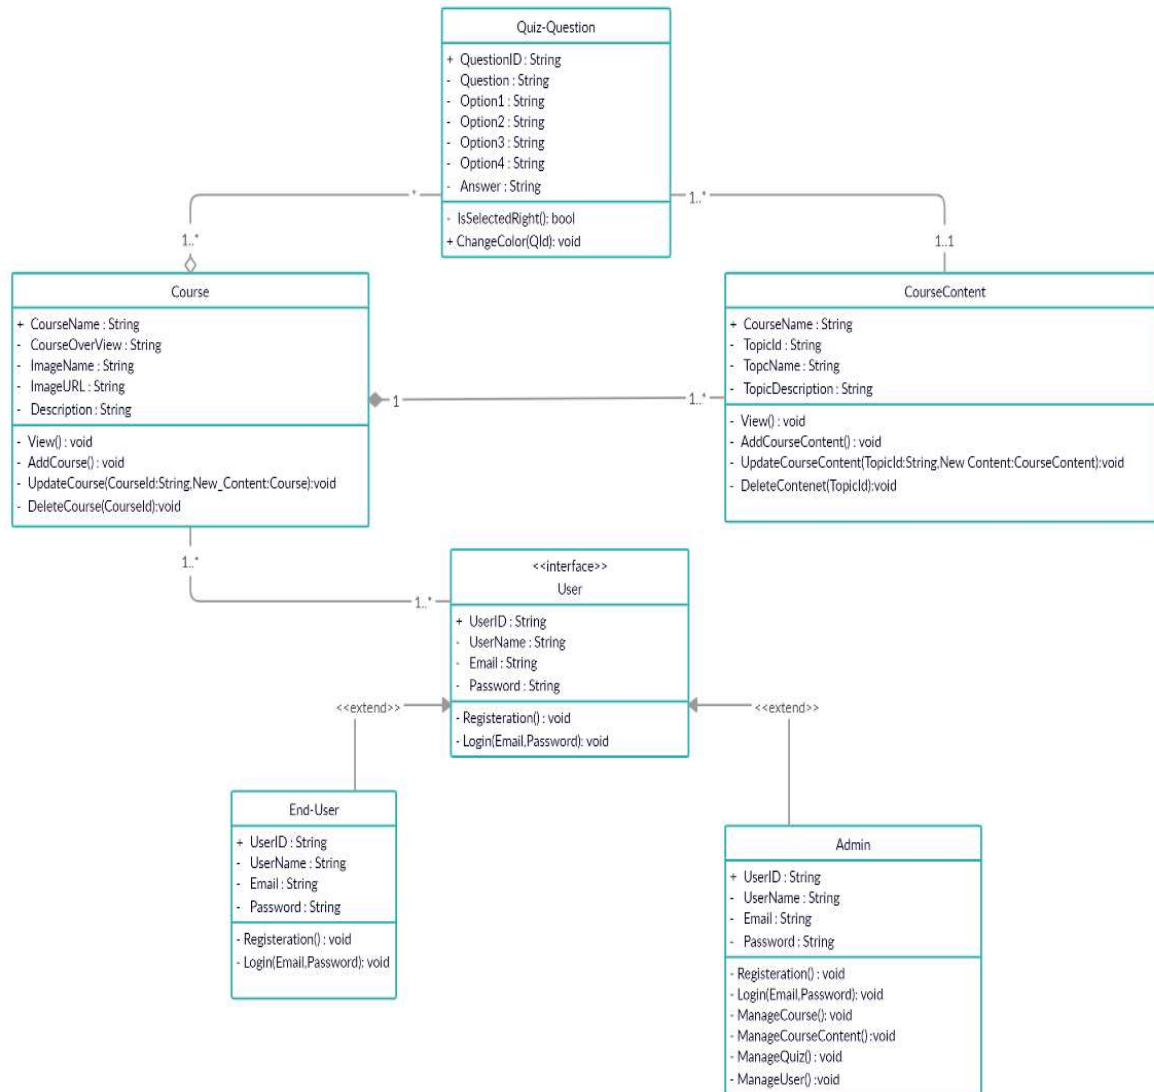 Quiz-Question
+ QuestionID : String
- Question : String
- Option1 : String
- Option2 : String
- Option3 : String
- Option4 : String
- Answer : String
- IsSelectedRight(): bool
+ ChangeColor(QId): void
*
1..*
1..*
1..1
Course
+ CourseName : String
- CourseOverView : String
- ImageName : String
- ImageURL : String
- Description : String
- View() : void
- AddCourse() : void
- UpdateCourse(CourseId:String,New_Content:Course):void
- DeleteCourse(CourseId):void
1
1..*
CourseContent
+ CourseName : String
- TopicId : String
- TopcName : String
- TopicDescription : String
- View() : void
- AddCourseContent() : void
- UpdateCourseContent(TopicId:String,New Content:CourseContent):void
- DeleteContenet(TopicId):void
1..*
1..*
<<interface>>
User
+ UserID : String
- UserName : String
- Email : String
- Password : String
- Registeration() : void
- Login(Email,Password): void
<<extend>>
<<extend>>
End-User
+ UserID : String
- UserName : String
- Email : String
- Password : String
- Registeration() : void
- Login(Email,Password): void
Admin
+ UserID : String
- UserName : String
- Email : String
- Password : String
- Registeration() : void
- Login(Email,Password): void
- ManageCourse(): void
- ManageCourseContent() :void
- ManageQuiz() : void
- ManageUser() :void